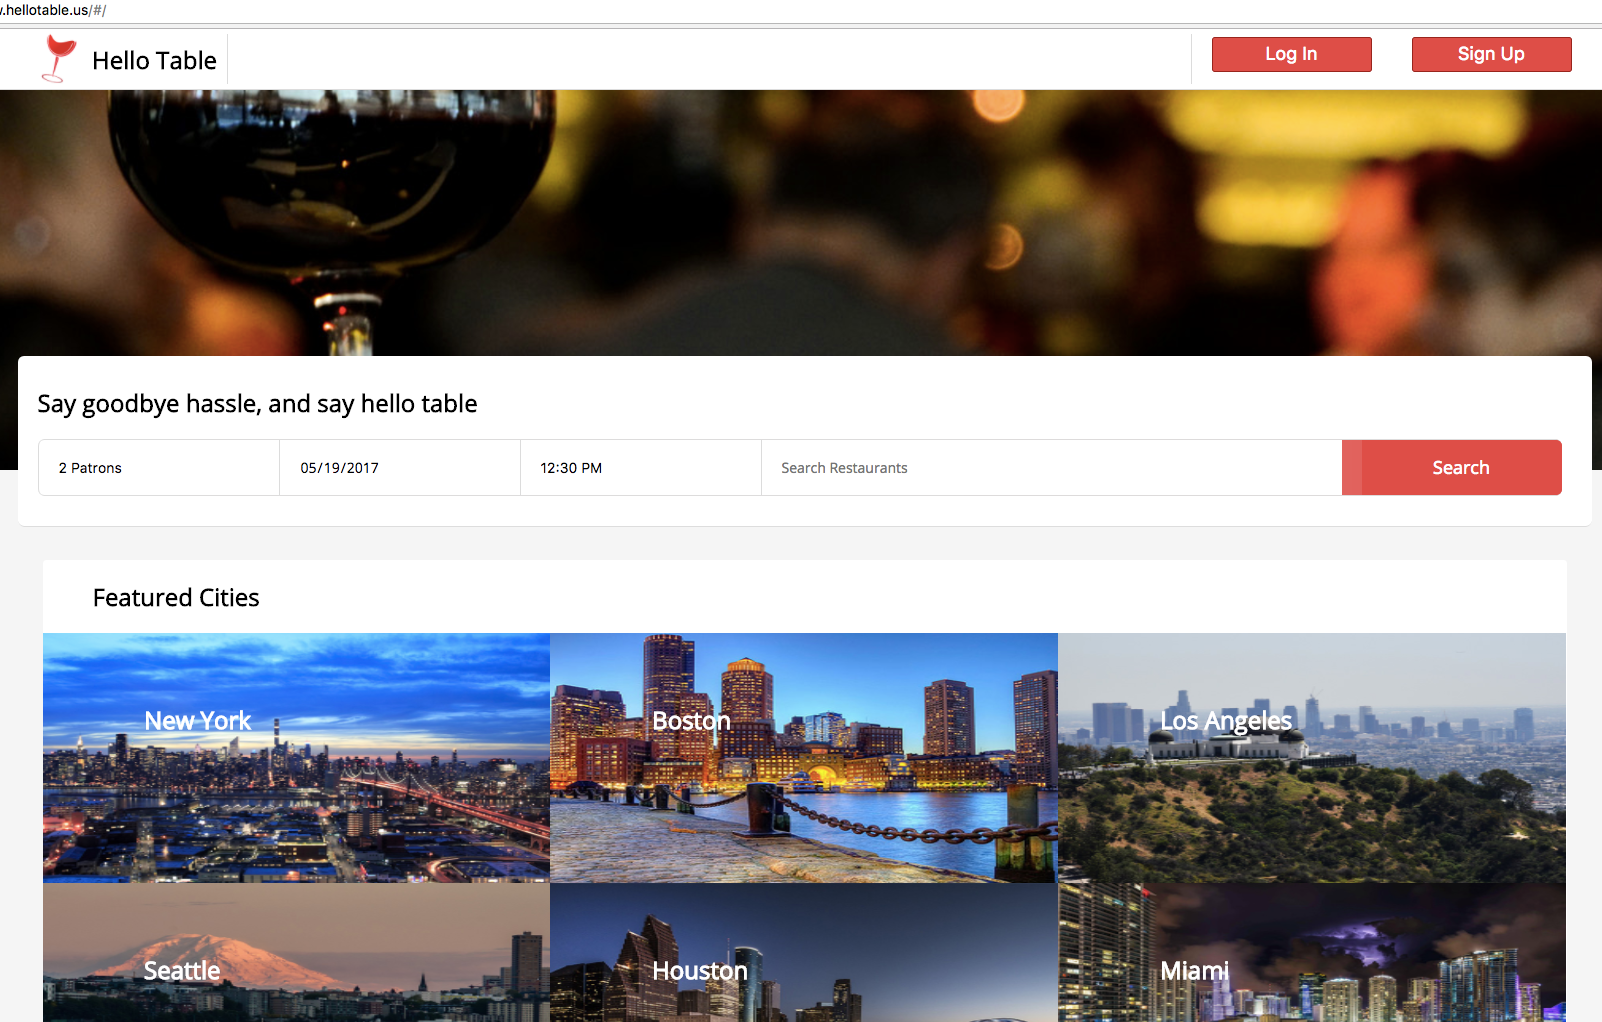 .hellotable.us/#/
Hello Table
Log In
Sign Up
Say goodbye hassle, and say hello table
2 Patrons
05/19/2017
12:30 PM
Search Restaurants
Search
Featured Cities
New York
Boston
Los Angeles
Seattle
Houston
Miami